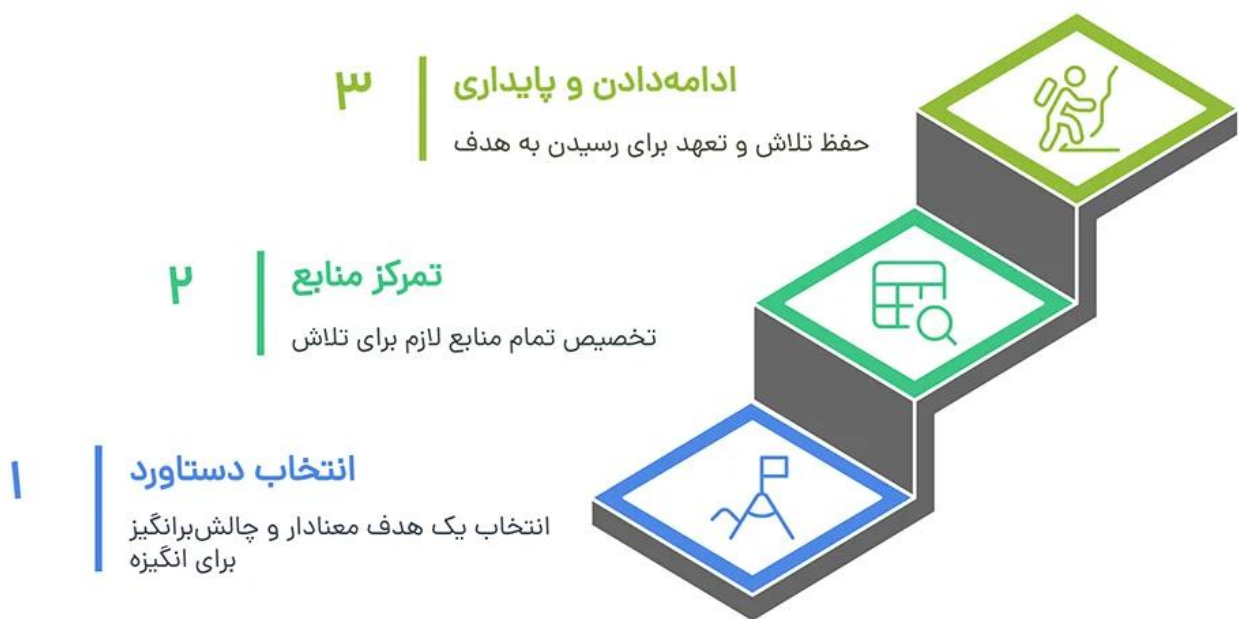 ۳
ادامه‌دادن و پایداری
حفظ تلاش و تعهد برای رسیدن به هدف
۲
تمرکز منابع
تخصیص تمام منابع لازم برای تلاش
۱
انتخاب دستاورد
انتخاب یک هدف معنادار و چالش‌برانگیز
برای انگیزه